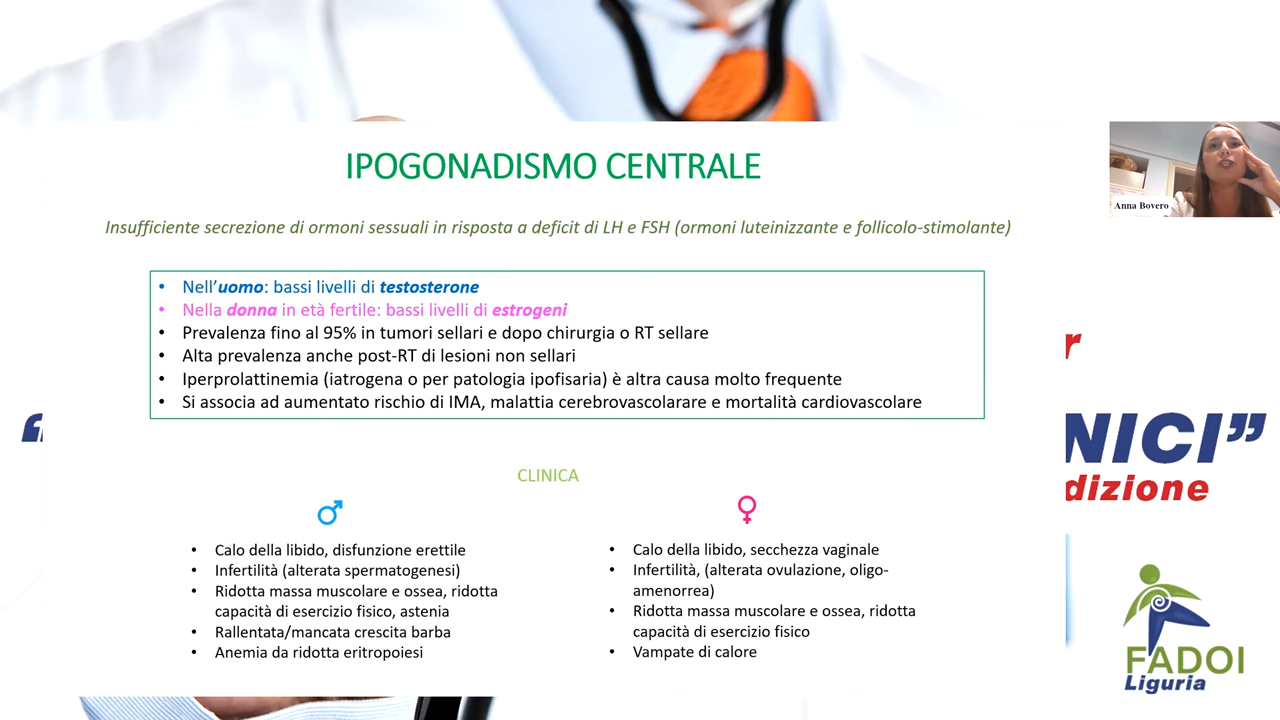 IPOGONADISMO CENTRALE
Anna Bovero
Insufficiente secrezione di ormoni sessuali in risposta a deficit di LH e FSH (ormoni luteinizzante e follicolo-stimolante)
• Nell'uomo: bassi livelli di testosterone
• Nella donna in età fertile: bassi livelli di estrogeni
• Prevalenza fino al 95% in tumori sellari e dopo chirurgia o RT sellare
• Alta prevalenza anche post-RT di lesioni non sellari
• Iperprolattinemia (iatrogena o per patologia ipofisaria) è altra causa molto frequente
• Si associa ad aumentato rischio di IMA, malattia cerebrovascolarare e mortalità cardiovascolare
r
“
NICI”
dizione
CLINICA
♂
• Calo della libido, disfunzione erettile
• Infertilità (alterata spermatogenesi)
• Ridotta massa muscolare e ossea, ridotta
capacità di esercizio fisico, astenia
• Rallentata/mancata crescita barba
• Anemia da ridotta eritropoiesi
♀
• Calo della libido, secchezza vaginale
• Infertilità, (alterata ovulazione, oligo-
amenorrea)
• Ridotta massa muscolare e ossea, ridotta
capacità di esercizio fisico
• Vampate di calore
FADOI
Liguria